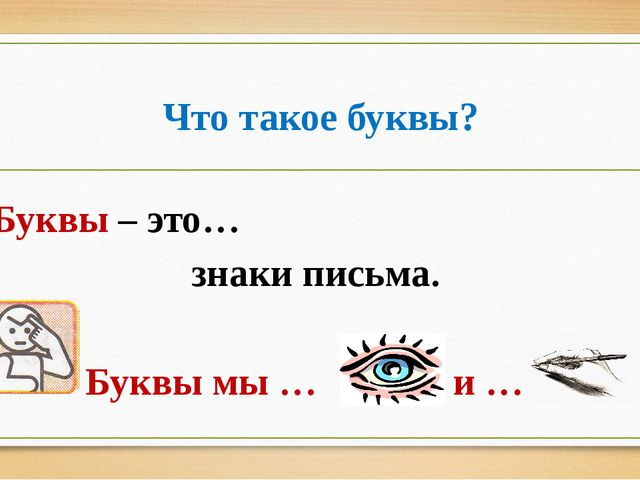 Что такое буквы?
Буквы – это…
знаки письма.
Буквы мы … и …